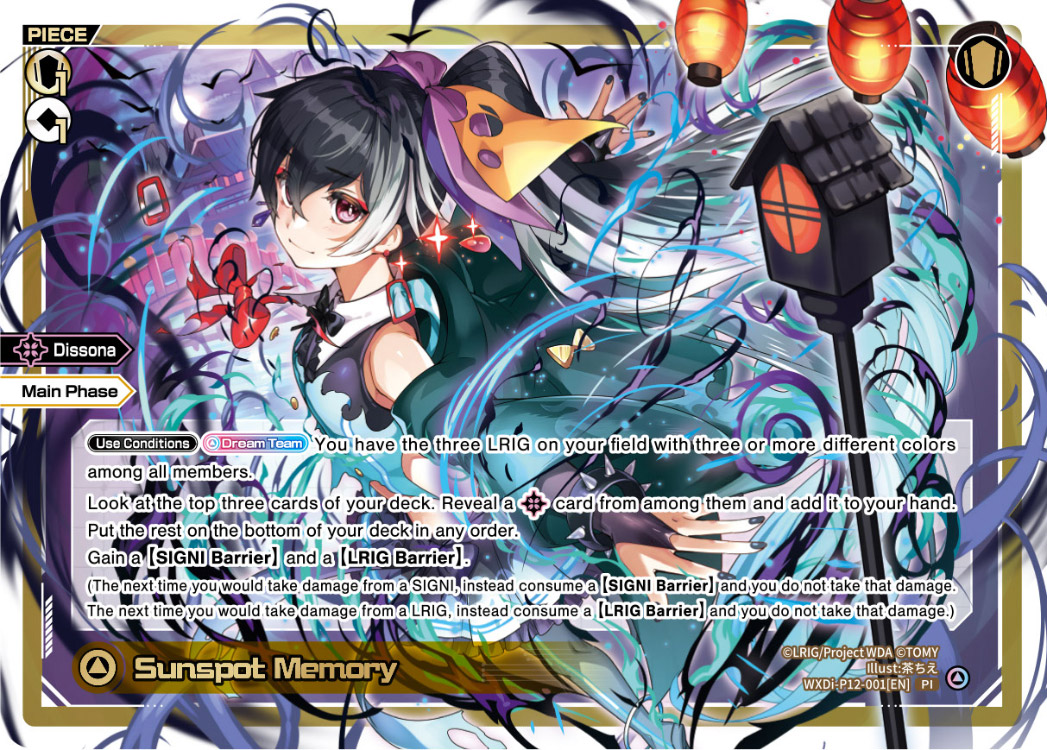 PIECE
1
1
Dissona
Main Phase
Use Conditions Dream Team You have the three LRIG on your field with three or more different colors
among all members.
Look at the top three cards of your deck. Reveal a card from among them and add it to your hand.
Put the rest on the bottom of your deck in any order.
Gain a 【SIGNI Barrier】 and a 【LRIG Barrier】.
(The next time you would take damage from a SIGNI, instead consume a 【SIGNI Barrier】 and you do not take that damage.
The next time you would take damage from a LRIG, instead consume a 【LRIG Barrier】 and you do not take that damage.)
Sunspot Memory
©LRIG/Project WDA ©TOMY
Illust:茶ちえ
WXDi-P12-001[EN] PI